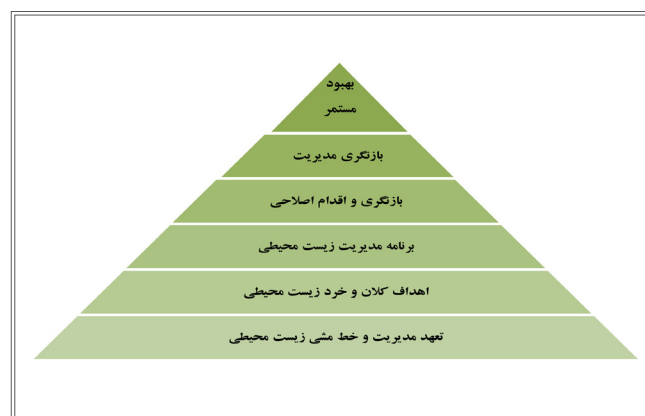 بهبود
مستمر
بازنگری مدیریت
بازنگری و اقدام اصلاحی
برنامه مدیریت زیست محیطی
اهداف کلان و خرد زیست محیطی
تعهد مدیریت و خط مشی زیست محیطی